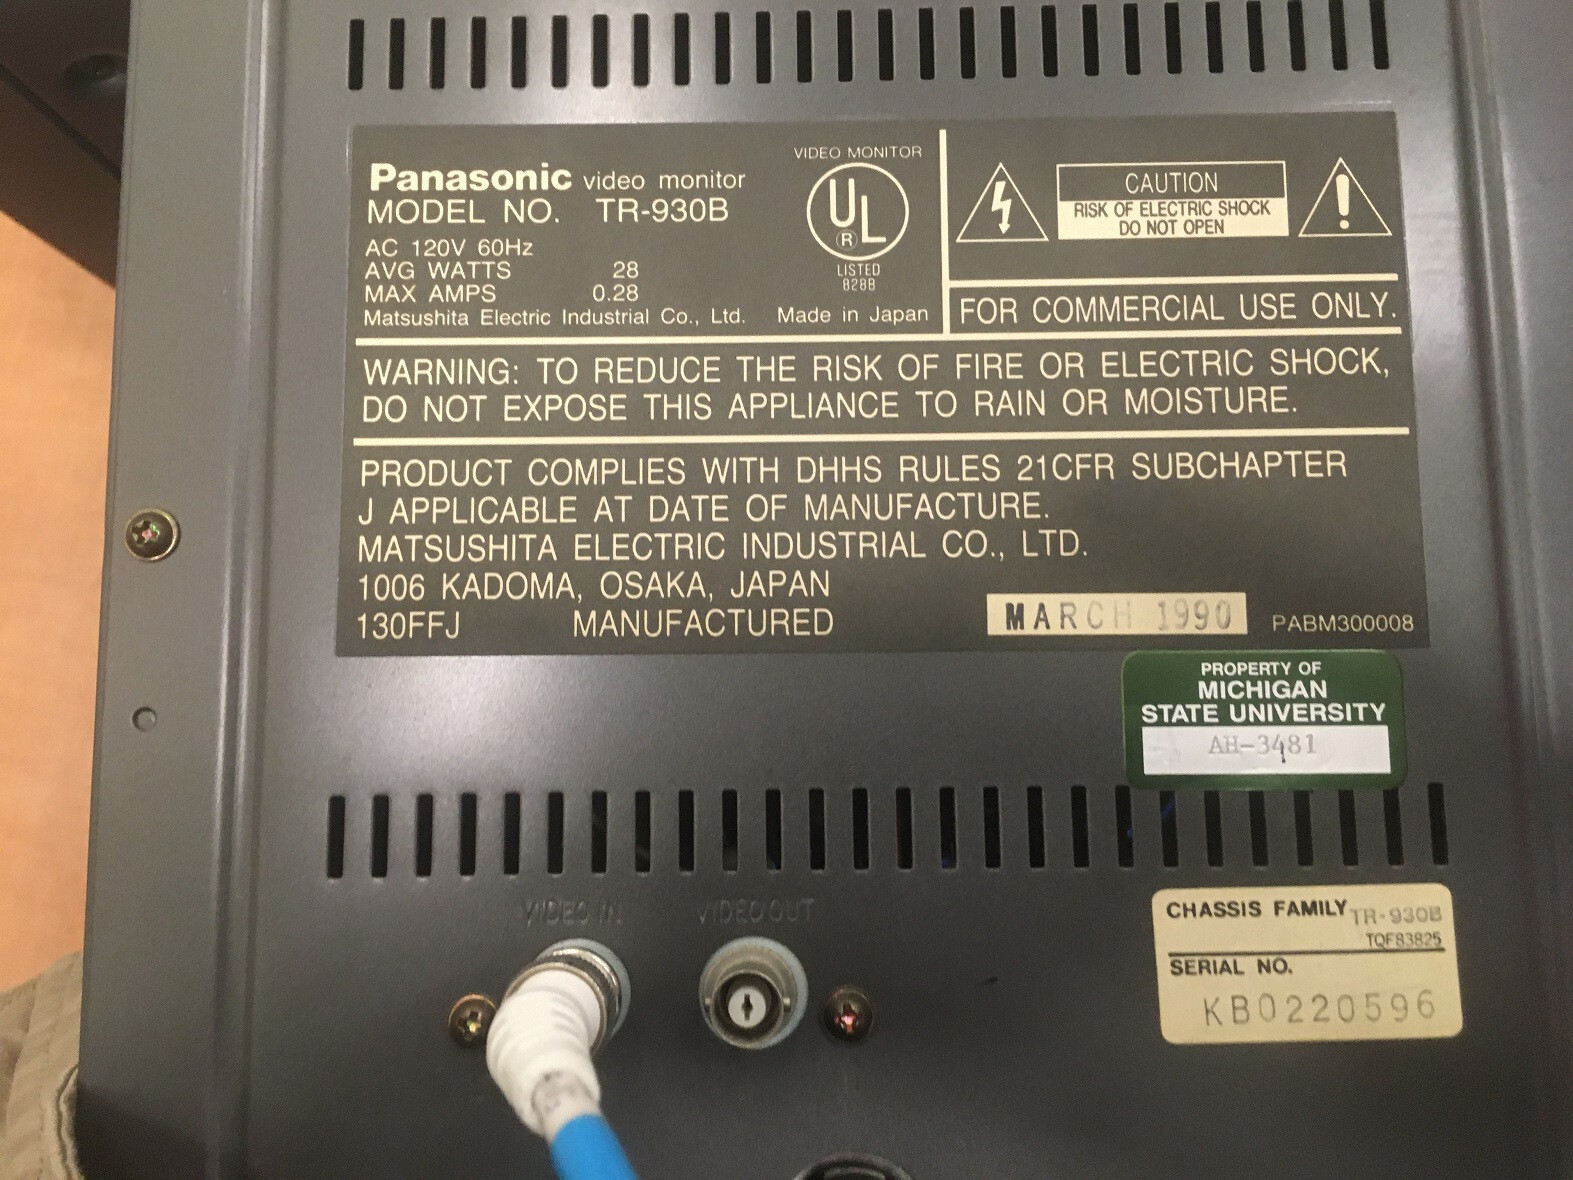 Panasonic video monitor
MODEL NO. TR-930B
AC 120V 60Hz
AVG WATTS 28
MAX AMPS 0.28
Matsushita Electric Industrial Co., Ltd. Made in Japan
VIDEO MONITOR
UL
®
LISTED
828B
CAUTION
RISK OF ELECTRIC SHOCK
DO NOT OPEN
FOR COMMERCIAL USE ONLY.
WARNING: TO REDUCE THE RISK OF FIRE OR ELECTRIC SHOCK,
DO NOT EXPOSE THIS APPLIANCE TO RAIN OR MOISTURE.
PRODUCT COMPLIES WITH DHHS RULES 21CFR SUBCHAPTER
J APPLICABLE AT DATE OF MANUFACTURE.
MATSUSHITA ELECTRIC INDUSTRIAL CO., LTD.
1006 KADOMA, OSAKA, JAPAN
130FFJ MANUFACTURED MARCH 1990 PABM300008
PROPERTY OF
MICHIGAN
STATE UNIVERSITY
AH-3481
VIDEO IN VIDEO OUT
CHASSIS FAMILY TR-930B
TQF83825
SERIAL NO.
KB0220596